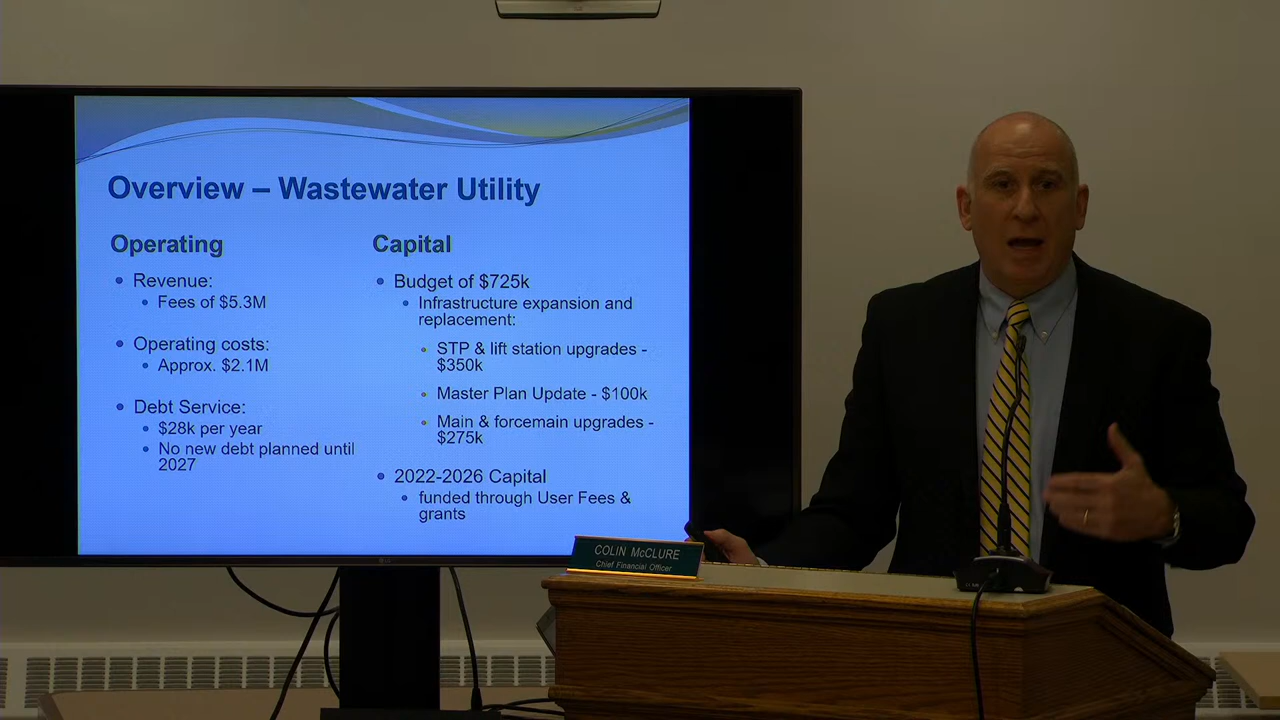 Overview – Wastewater Utility
Operating
• Revenue:
• Fees of $5.3M
• Operating costs:
• Approx. $2.1M
• Debt Service:
• $28k per year
• No new debt planned until
2027
Capital
• Budget of $725k
• Infrastructure expansion and
replacement:
• STP & lift station upgrades -
$350k
• Master Plan Update - $100k
• Main & forcemain upgrades -
$275k
• 2022-2026 Capital
• funded through User Fees &
grants
LG
COLIN McCLURE
Chief Financial Officer